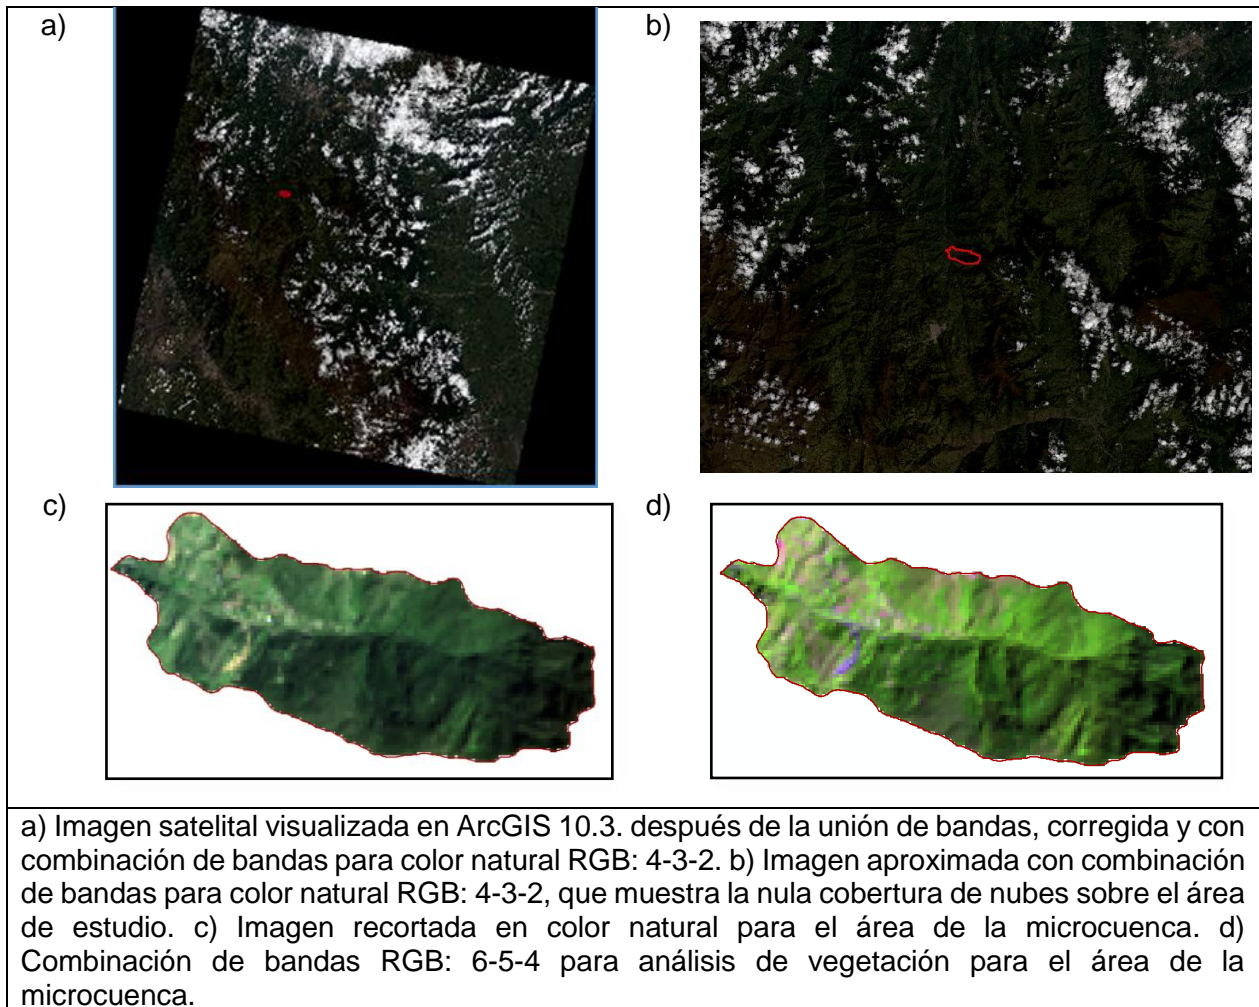 a)
b)
c)
d)
a) Imagen satelital visualizada en ArcGIS 10.3. después de la unión de bandas, corregida y con
combinación de bandas para color natural RGB: 4-3-2. b) Imagen aproximada con combinación
de bandas para color natural RGB: 4-3-2, que muestra la nula cobertura de nubes sobre el área
de estudio. c) Imagen recortada en color natural para el área de la microcuenca. d)
Combinación de bandas RGB: 6-5-4 para análisis de vegetación para el área de la
microcuenca.